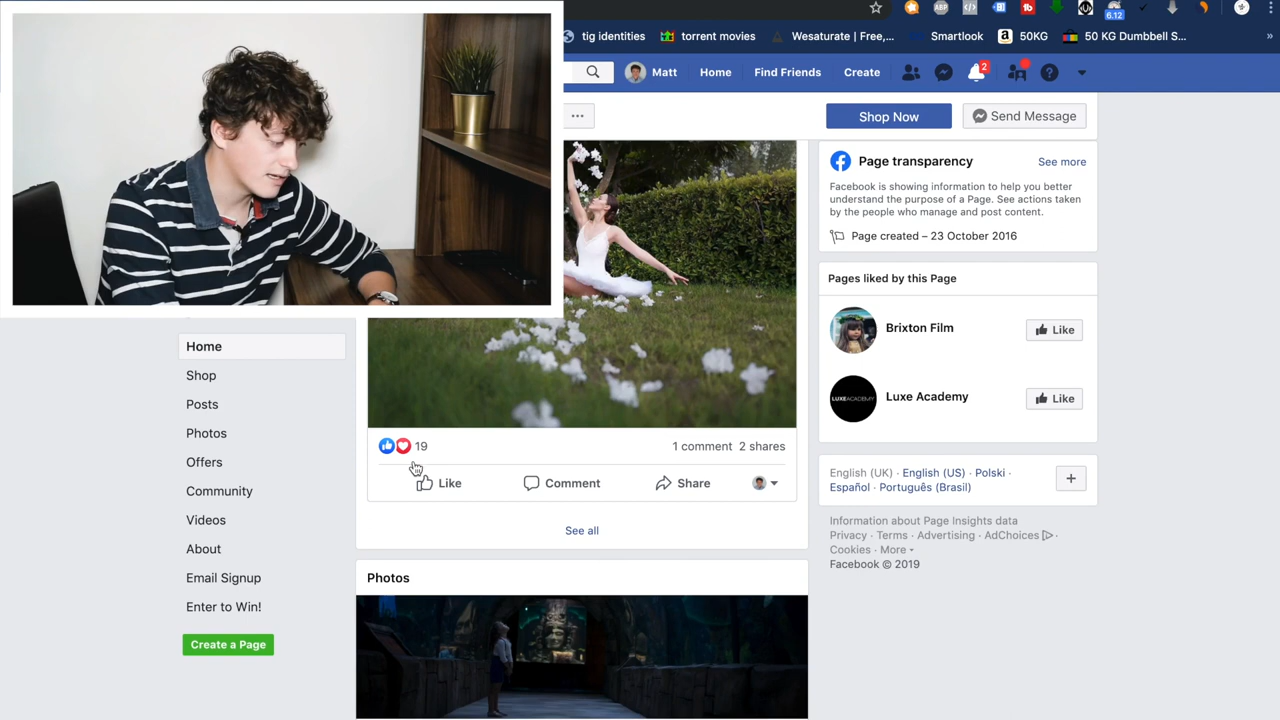 tig identities
torrent movies
Wesaturate | Free,...
Smartlook
50KG
50 KG Dumbbell S...
»
6.12
Matt
Home
Find Friends
Create
2
...
Shop Now
Send Message
Page transparency
See more
Facebook is showing information to help you better
understand the purpose of a Page. See actions taken
by the people who manage and post content.
Page created – 23 October 2016
Pages liked by this Page
Brixton Film
Like
LUXEACADEMY
Luxe Academy
Like
Home
Shop
Posts
Photos
Offers
Community
Videos
About
Email Signup
Enter to Win!
Create a Page
19
1 comment 2 shares
Like
Comment
Share
See all
Photos
English (UK) · English (US) · Polski ·
Español · Português (Brasil)
Information about Page Insights data
Privacy · Terms · Advertising · AdChoices ·
Cookies · More
Facebook © 2019